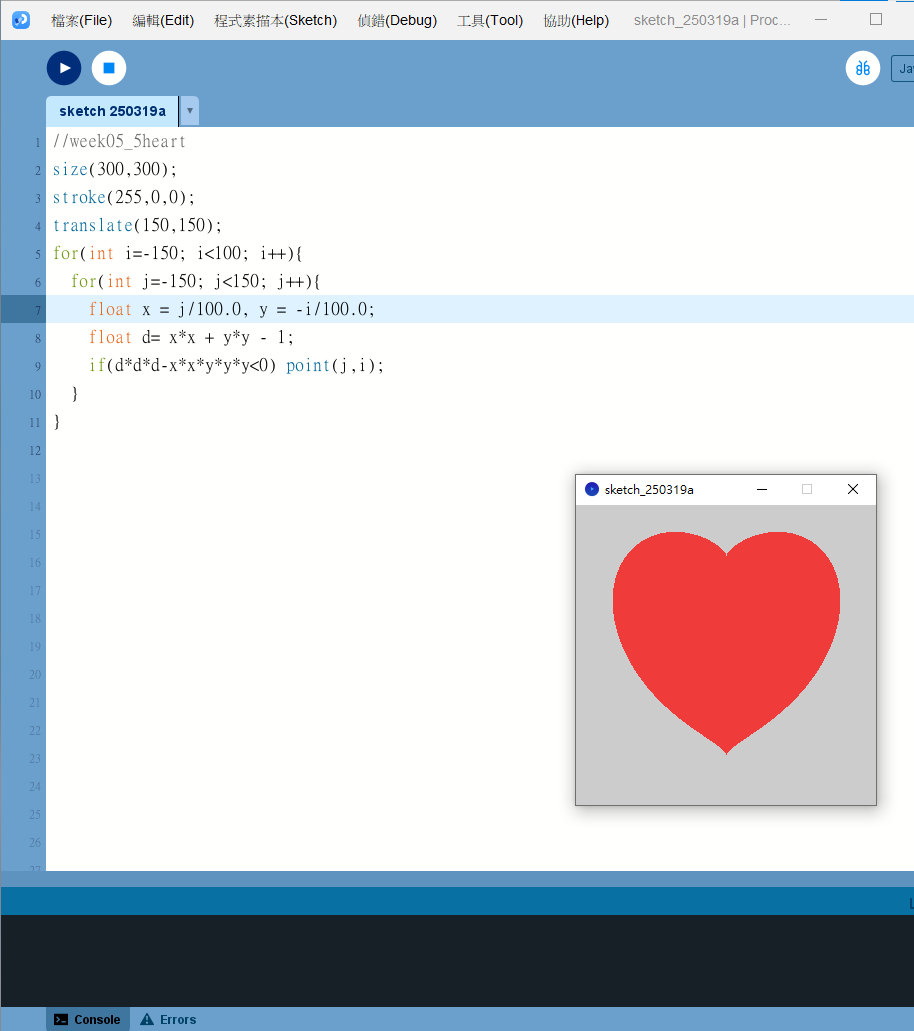 檔案(File) 編輯(Edit) 程式素描本(Sketch) 偵錯(Debug) 工具(Tool) 協助(Help) sketch_250319a | Proc...
sketch 250319a
1 //week05_5heart
2 size(300,300);
3 stroke(255,0,0);
4 translate(150,150);
5 for(int i=-150; i<100; i++){
6 for(int j=-150; j<150; j++){
7 float x = j/100.0, y = -i/100.0;
8 float d= x*x + y*y - 1;
9 if(d*d*d-x*x*y*y*y<0) point(j,i);
10 }
11 }
12
13
14
15
16
17
18
19
20
21
22
23
24
25
26
27
sketch_250319a
Console Errors